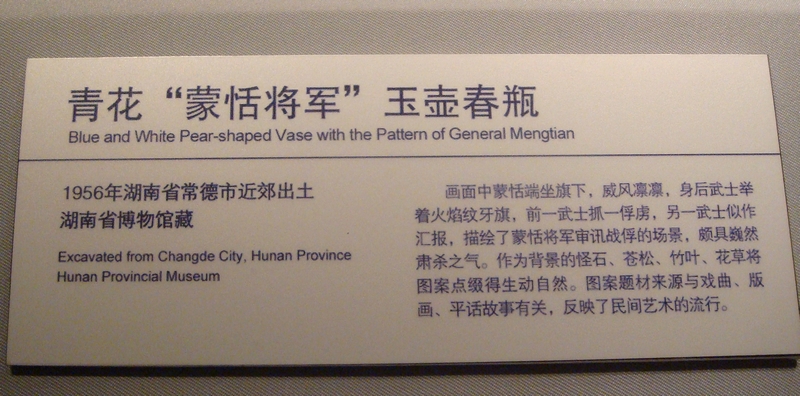 青花“蒙恬将军”玉壶春瓶
Blue and White Pear-shaped Vase with the Pattern of General Mengtian
1956年湖南省常德市近郊出土
湖南省博物馆藏
Excavated from Changde City, Hunan Province
Hunan Provincial Museum
画面中蒙恬端坐旗下，威风凛凛，身后武士举
着火焰纹牙旗，前一武士抓一俘虏，另一武士似作
汇报，描绘了蒙恬将军审讯战俘的场景，颇具巍然
肃杀之气。作为背景的怪石、苍松、竹叶、花草将
图案点缀得生动自然。图案题材来源与戏曲、版
画、平话故事有关，反映了民间艺术的流行。